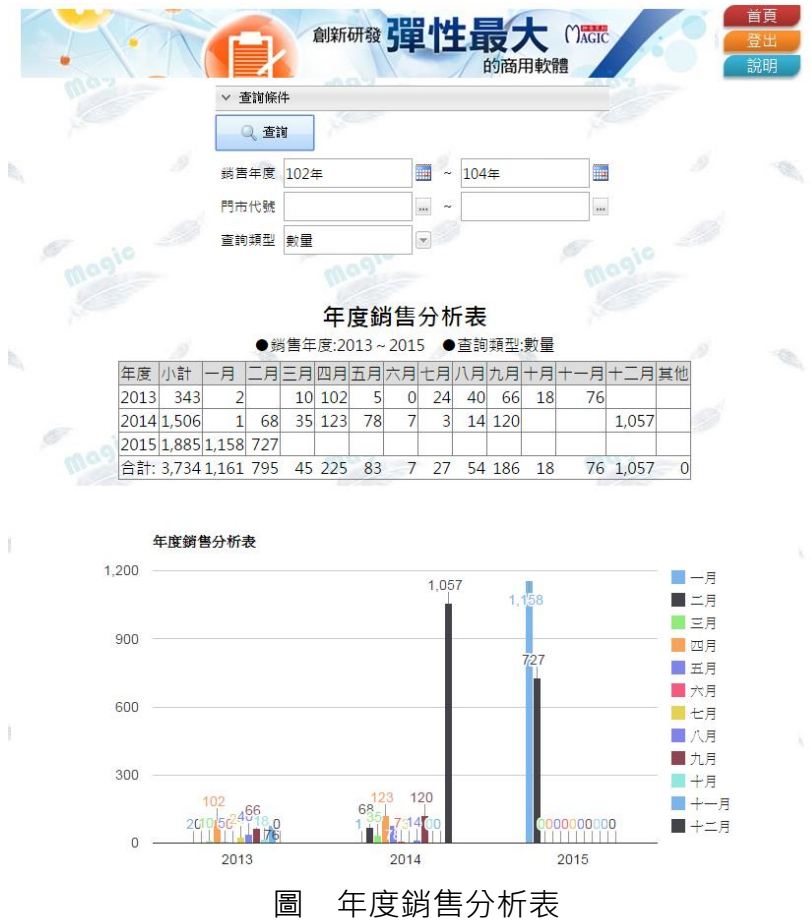 創新研發 彈性最大 MAGIC
的商用軟體
首頁
登出
說明
查詢條件
查詢
銷售年度 102年 ~ 104年
門市代號 ... ~ ...
查詢類型 數量
年度銷售分析表
●銷售年度:2013 ~ 2015 ●查詢類型:數量
年度 小計 一月 二月 三月 四月 五月 六月 七月 八月 九月 十月 十一月 十二月 其他
2013 343 2 10 102 5 0 24 40 66 18 76
2014 1,506 1 68 35 123 78 7 3 14 120 1,057
2015 1,885 1,158 727
合計: 3,734 1,161 795 45 225 83 7 27 54 186 18 76 1,057 0
年度銷售分析表
1,200
900
600
300
0
102
66
76
68
123
120
1,057
1,158
727
2013 2014 2015
一月
二月
三月
四月
五月
六月
七月
八月
九月
十月
十一月
十二月
圖 年度銷售分析表